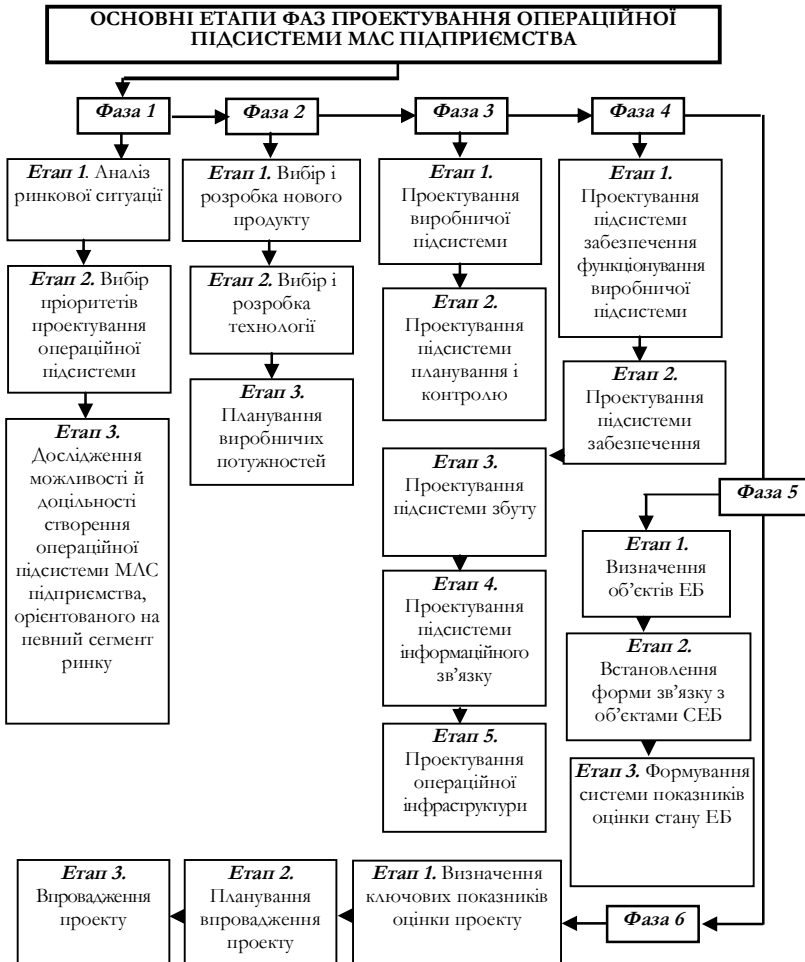 ОСНОВНІ ЕТАПИ ФАЗ ПРОЕКТУВАННЯ ОПЕРАЦІЙНОЇ
ПІДСИСТЕМИ МЛС ПІДПРИЄМСТВА
Фаза 1
Фаза 2
Фаза 3
Фаза 4
Етап 1. Аналіз
ринкової ситуації
Етап 2. Вибір
пріоритетів
проектування
операційної
підсистеми
Етап 3.
Дослідження
можливості й
доцільності
створення
операційної
підсистеми МЛС
підприємства,
орієнтованого на
певний сегмент
ринку
Етап 1. Вибір і
розробка нового
продукту
Етап 2. Вибір і
розробка
технології
Етап 3.
Планування
виробничих
потужностей
Етап 1.
Проектування
виробничої
підсистеми
Етап 2.
Проектування
підсистеми
планування і
контролю
Етап 1.
Проектування
підсистеми
забезпечення
функціонування
виробничої
підсистеми
Етап 2.
Проектування
підсистеми
забезпечення
Етап 3.
Проектування
підсистеми збуту
Етап 4.
Проектування
підсистеми
інформаційного
зв’язку
Етап 5.
Проектування
операційної
інфраструктури
Фаза 5
Етап 1.
Визначення
об’єктів ЕБ
Етап 2.
Встановлення
форми зв’язку з
об’єктами СЕБ
Етап 3. Формування
системи показників
оцінки стану ЕБ
Фаза 6
Етап 1. Визначення
ключових показників
оцінки проекту
Етап 2.
Планування
впровадження
проекту
Етап 3.
Впровадження
проекту